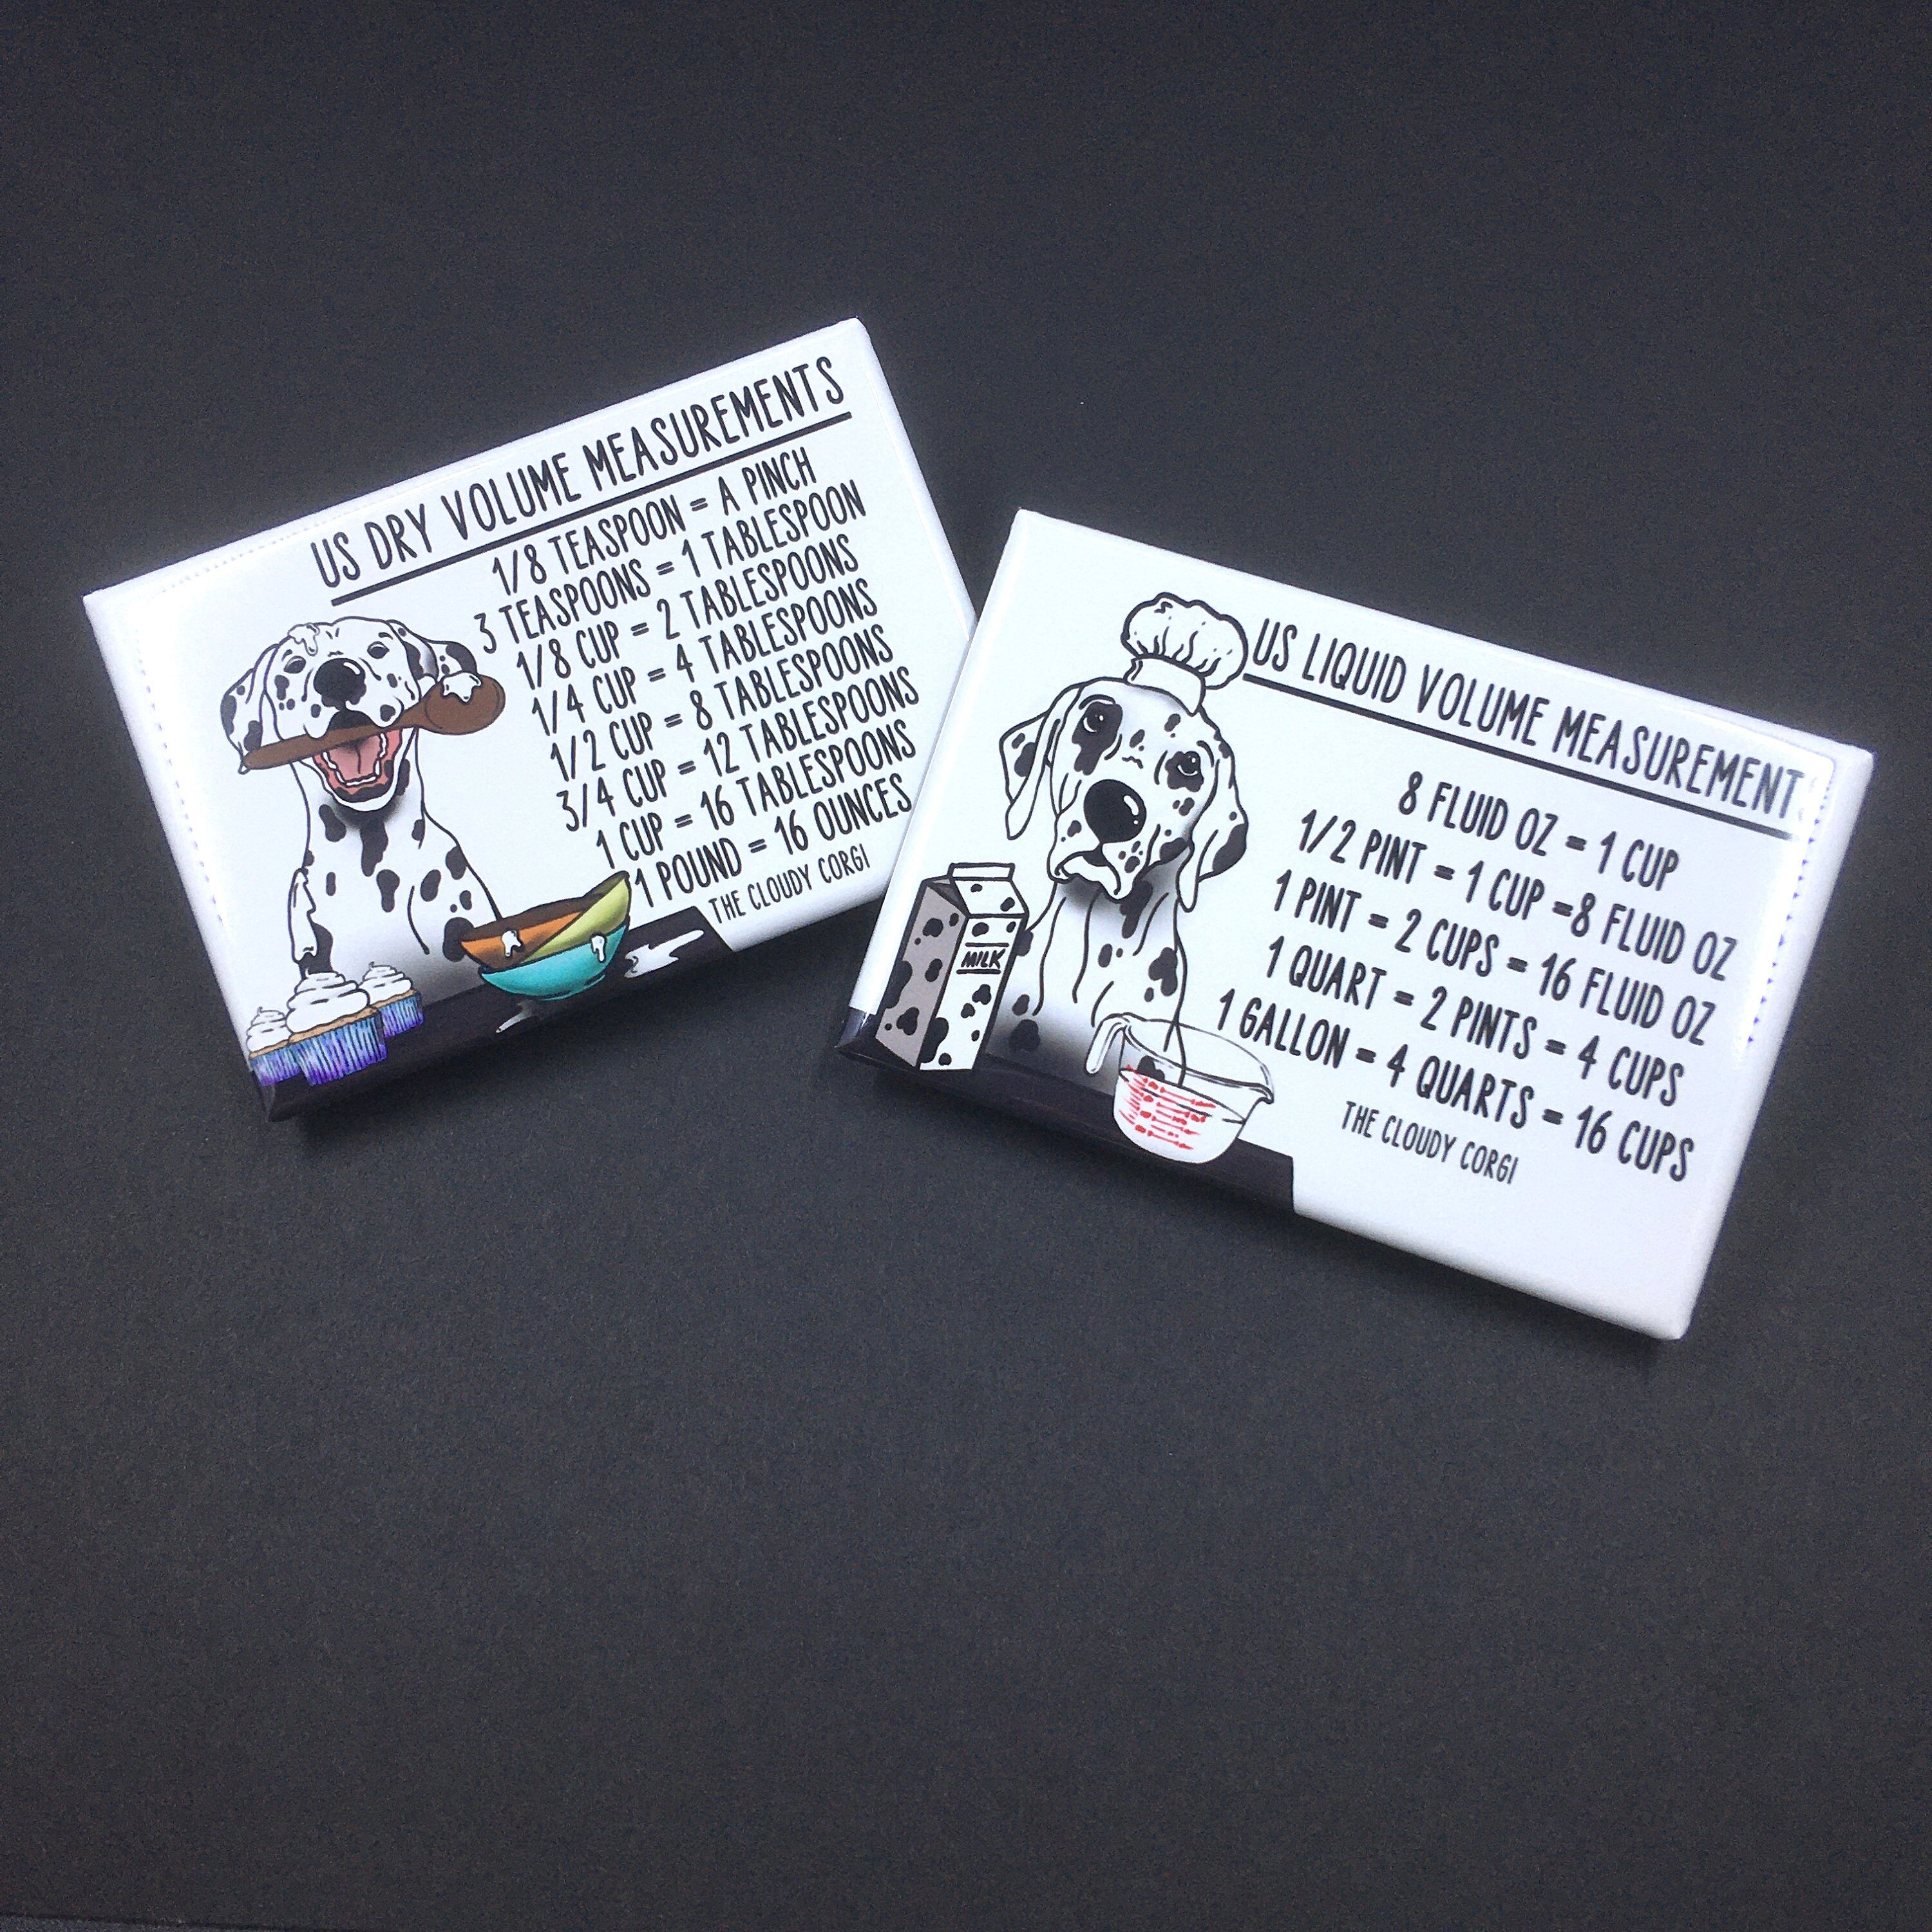 US DRY VOLUME MEASUREMENTS
1/8 TEASPOON = A PINCH
3 TEASPOONS = 1 TABLESPOON
1/8 CUP = 2 TABLESPOONS
1/4 CUP = 4 TABLESPOONS
1/2 CUP = 8 TABLESPOONS
3/4 CUP = 12 TABLESPOONS
1 CUP = 16 TABLESPOONS
1 POUND = 16 OUNCES
THE CLOUDY CORGI
US LIQUID VOLUME MEASUREMENTS
8 FLUID OZ = 1 CUP
1/2 PINT = 1 CUP =8 FLUID OZ
1 PINT = 2 CUPS = 16 FLUID OZ
1 QUART = 2 PINTS = 4 CUPS
1 GALLON = 4 QUARTS = 16 CUPS
THE CLOUDY CORGI
MILK